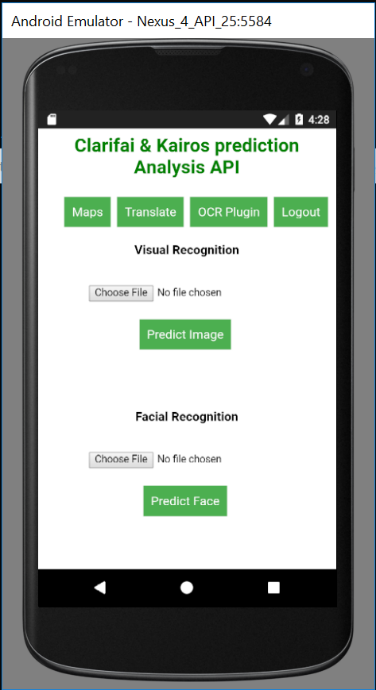 Android Emulator - Nexus_4_API_25:5584
4:28
Clarifai & Kairos prediction
Analysis API
Maps Translate OCR Plugin Logout
Visual Recognition
Choose File No file chosen
Predict Image
Facial Recognition
Choose File No file chosen
Predict Face